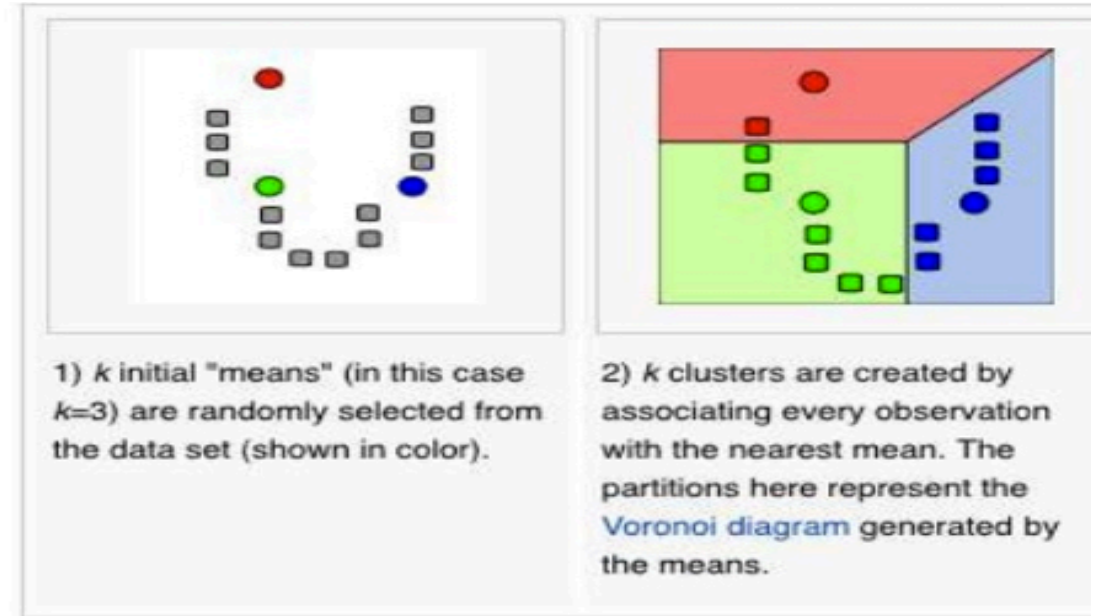 1) k initial "means" (in this case
k=3) are randomly selected from
the data set (shown in color).
2) k clusters are created by
associating every observation
with the nearest mean. The
partitions here represent the
Voronoi diagram generated by
the means.